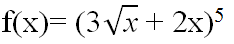 f(x)= (3√x + 2x)⁵